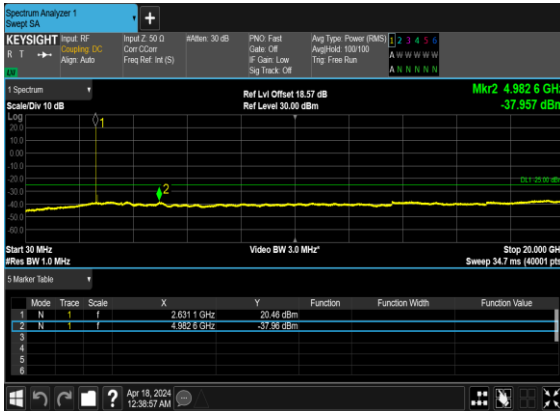 Spectrum Analyzer 1
Swept SA
KEYSIGHT Input: RF Input Z: 50 Ω #Atten: 30 dB PNO: Fast Avg Type: Power (RMS) 1 2 3 4 5 6
R T Coupling: DC Corr CCorr Gate: Off Avg|Hold: 100/100 A W W W W W
Align: Auto Freq Ref: Int (S) IF Gain: Low Trig: Free Run
Sig Track: Off A N N N N N
1 Spectrum Ref Lvl Offset 18.57 dB Mkr2 4.982 6 GHz
Scale/Div 10 dB Ref Level 30.00 dBm -37.957 dBm
Log
20.0
10.0
0.00
-10.0
-20.0
-30.0
-40.0
-50.0
-60.0
1
2
DL1 -25.00 dBm
Start 30 MHz Video BW 3.0 MHz* Stop 20.000 GHz
#Res BW 1.0 MHz Sweep 34.7 ms (40001 pts)
5 Marker Table
Mode Trace Scale X Y Function Function Width Function Value
1 N 1 f 2.631 1 GHz 20.46 dBm
2 N 1 f 4.982 6 GHz -37.96 dBm
3
4
5
6
Apr 18, 2024
12:38:57 AM